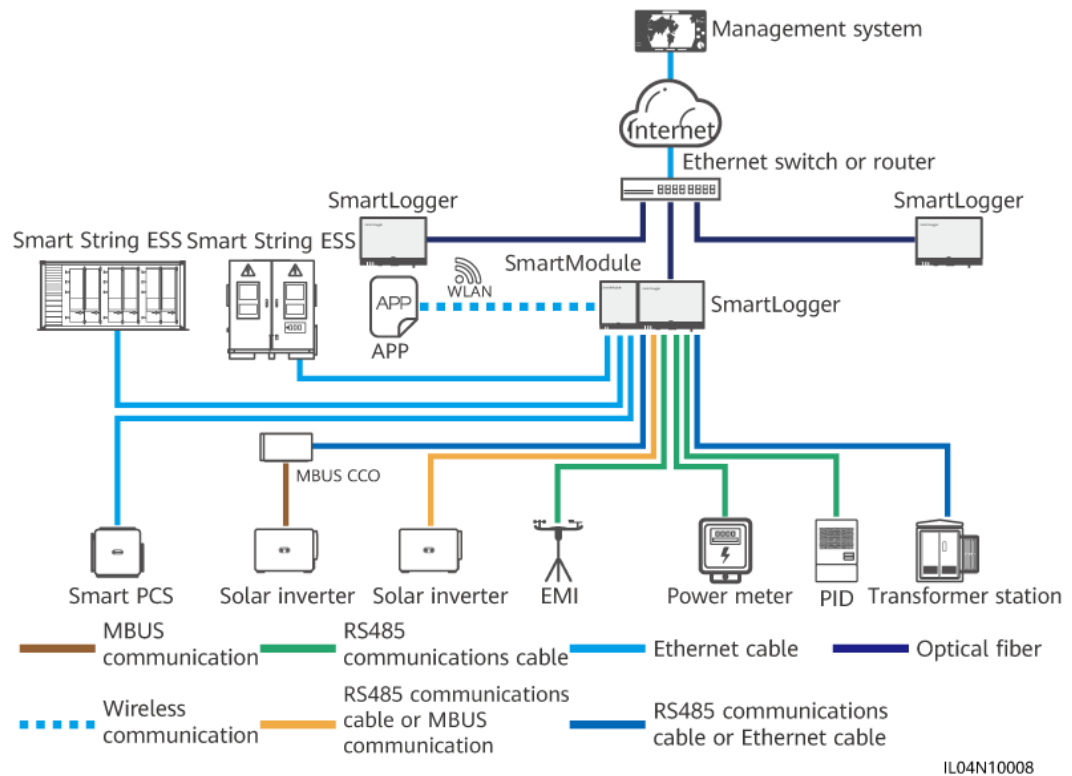 Management system
Internet
Ethernet switch or router
SmartLogger
SmartLogger
Smart String ESS
Smart String ESS
SmartModule
WLAN
APP
SmartLogger
APP
MBUS CCO
Smart PCS
Solar inverter
Solar inverter
EMI
Power meter
PID
Transformer station
MBUS
communication
RS485
communications cable
Ethernet cable
Optical fiber
Wireless
communication
RS485 communications
cable or MBUS
communication
RS485 communications
cable or Ethernet cable
IL04N10008